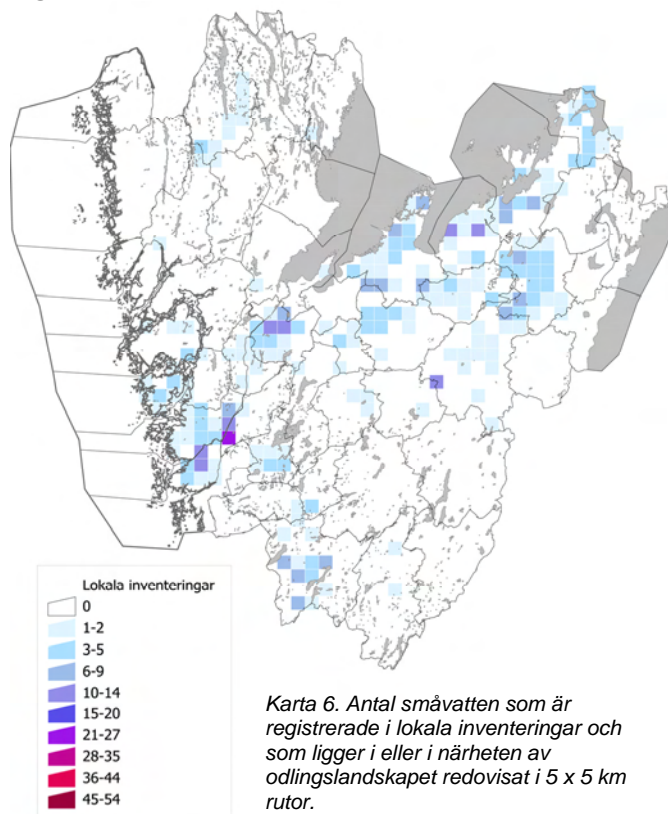 Lokala inventeringar
0
1-2
3-5
6-9
10-14
15-20
21-27
28-35
36-44
45-54
Karta 6. Antal småvatten som är
registrerade i lokala inventeringar och
som ligger i eller i närheten av
odlingslandskapet redovisat i 5 x 5 km
rutor.